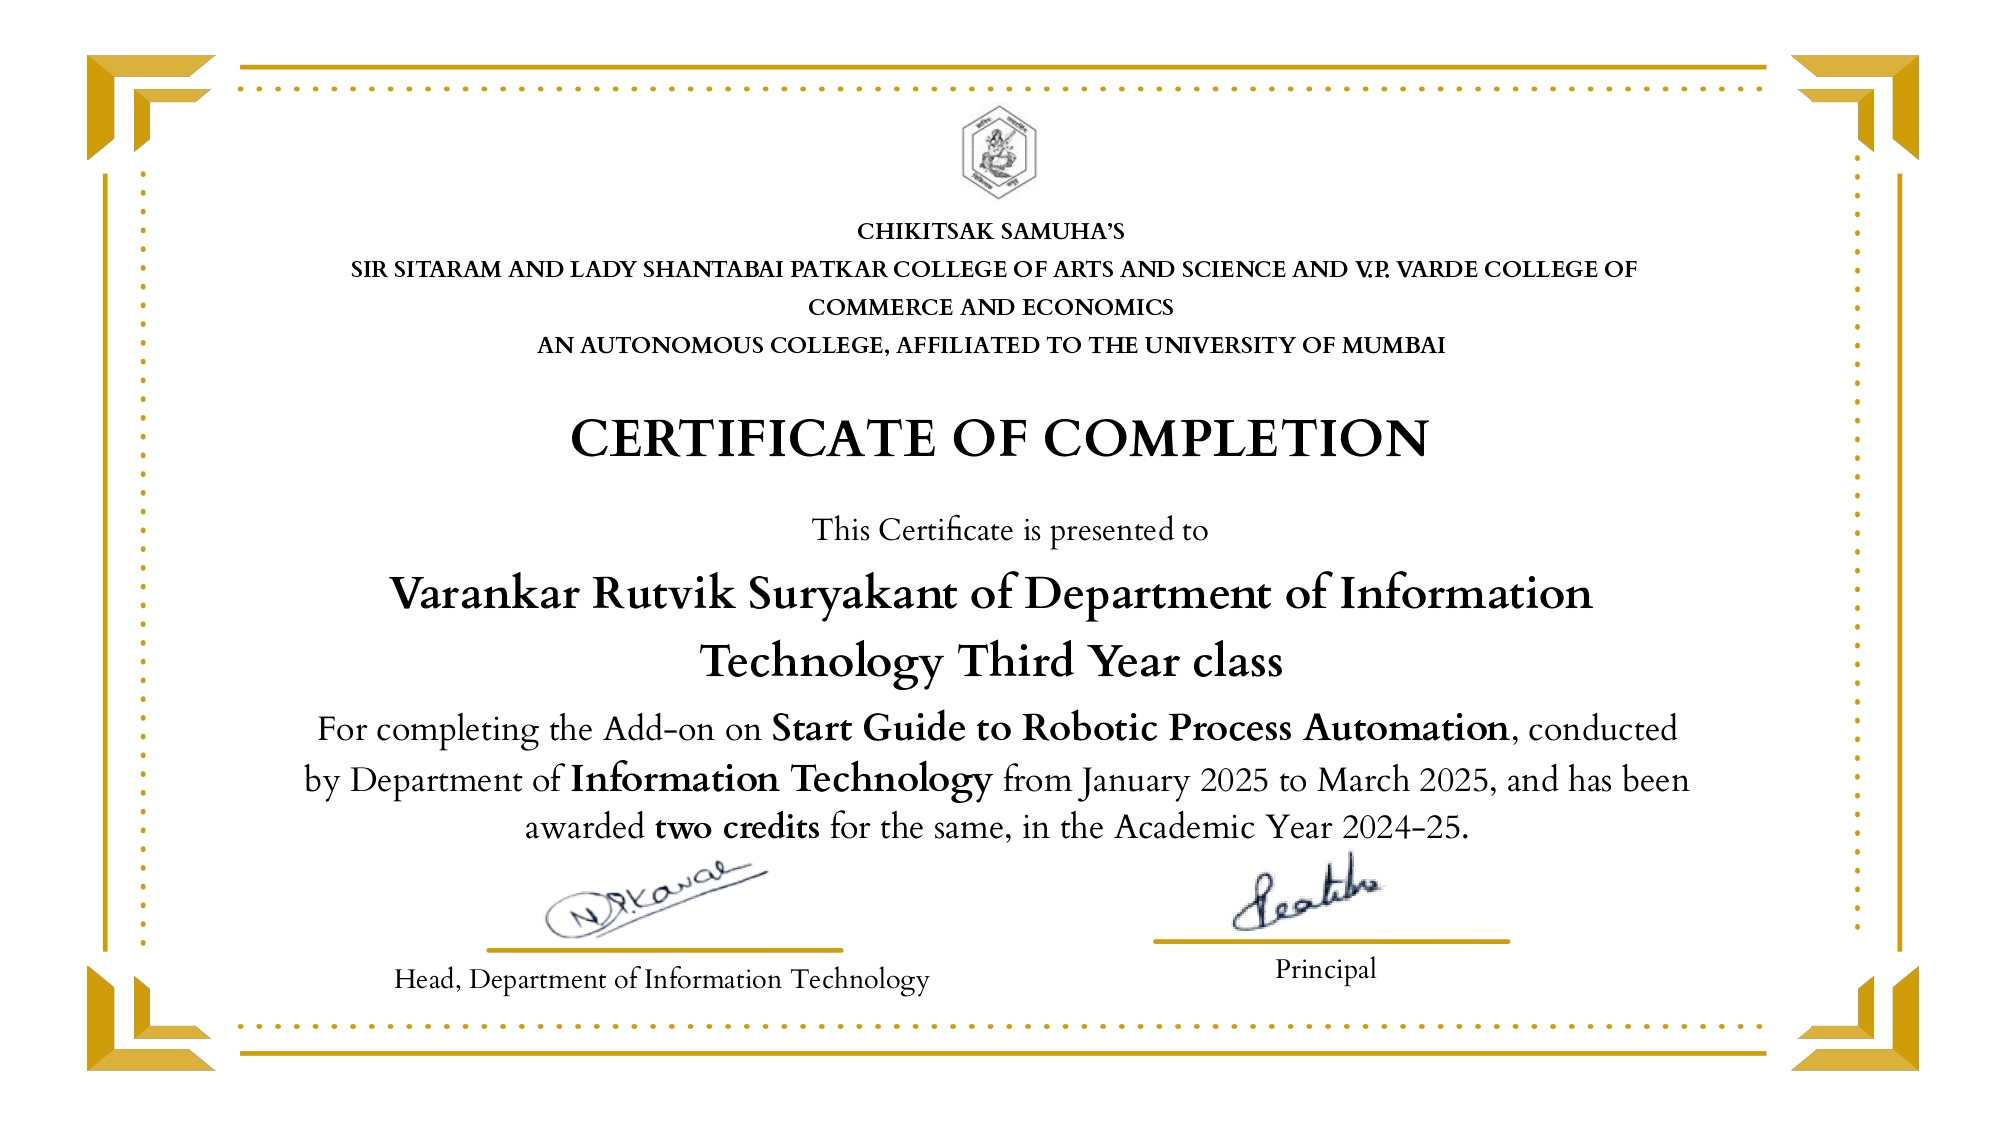 CHIKITSAK SAMUHA’S
SIR SITARAM AND LADY SHANTABAI PATKAR COLLEGE OF ARTS AND SCIENCE AND V.P. VARDE COLLEGE OF
COMMERCE AND ECONOMICS
AN AUTONOMOUS COLLEGE, AFFILIATED TO THE UNIVERSITY OF MUMBAI
CERTIFICATE OF COMPLETION
This Certificate is presented to
Varankar Rutvik Suryakant of Department of Information
Technology Third Year class
For completing the Add-on on Start Guide to Robotic Process Automation, conducted
by Department of Information Technology from January 2025 to March 2025, and has been
awarded two credits for the same, in the Academic Year 2024-25.
Head, Department of Information Technology
Principal